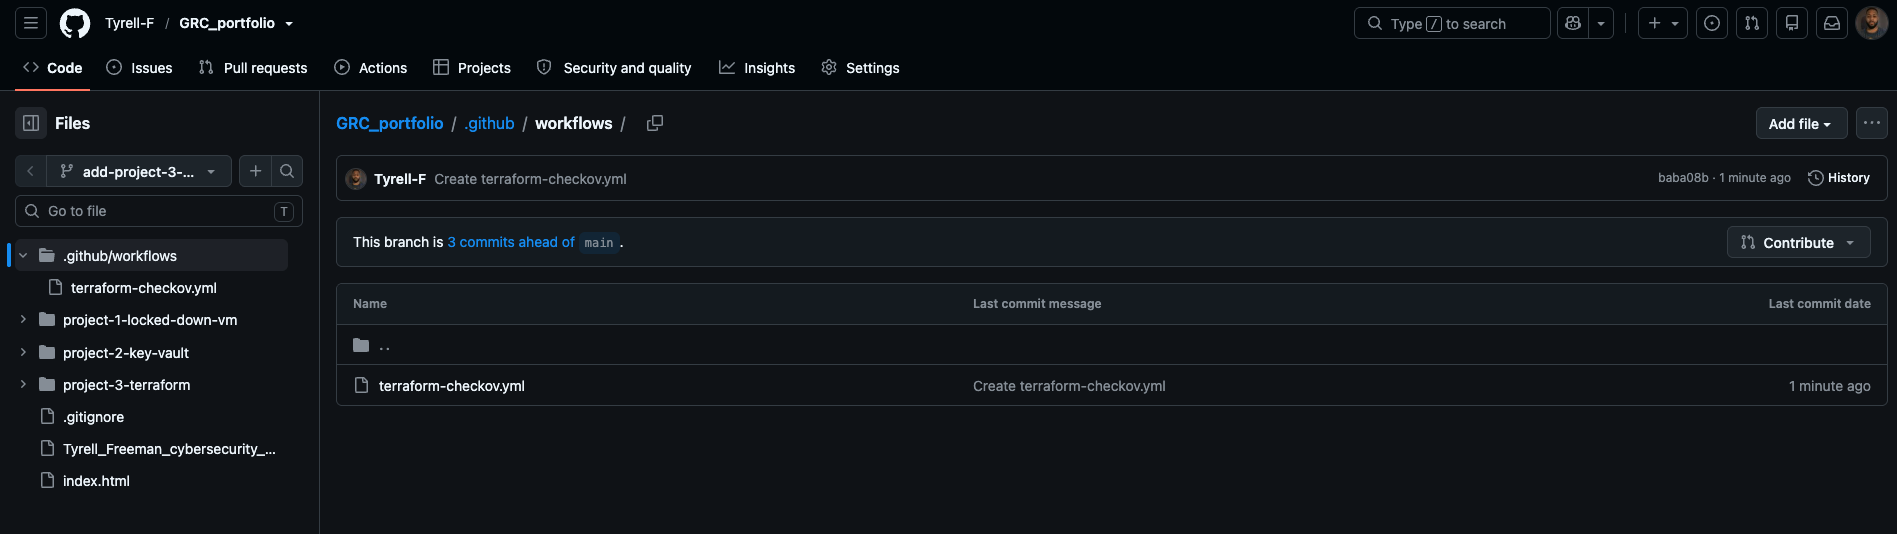 Tyrell-F / GRC_portfolio
Type / to search
Code Issues Pull requests Actions Projects Security and quality Insights Settings
Files
add-project-3-...
Go to file T
.github/workflows
terraform-checkov.yml
project-1-locked-down-vm
project-2-key-vault
project-3-terraform
.gitignore
Tyrell_Freeman_cybersecurity_...
index.html
GRC_portfolio / .github / workflows /
Add file
Tyrell-F Create terraform-checkov.yml
baba08b · 1 minute ago History
This branch is 3 commits ahead of main .
Contribute
Name Last commit message Last commit date
..
terraform-checkov.yml Create terraform-checkov.yml 1 minute ago